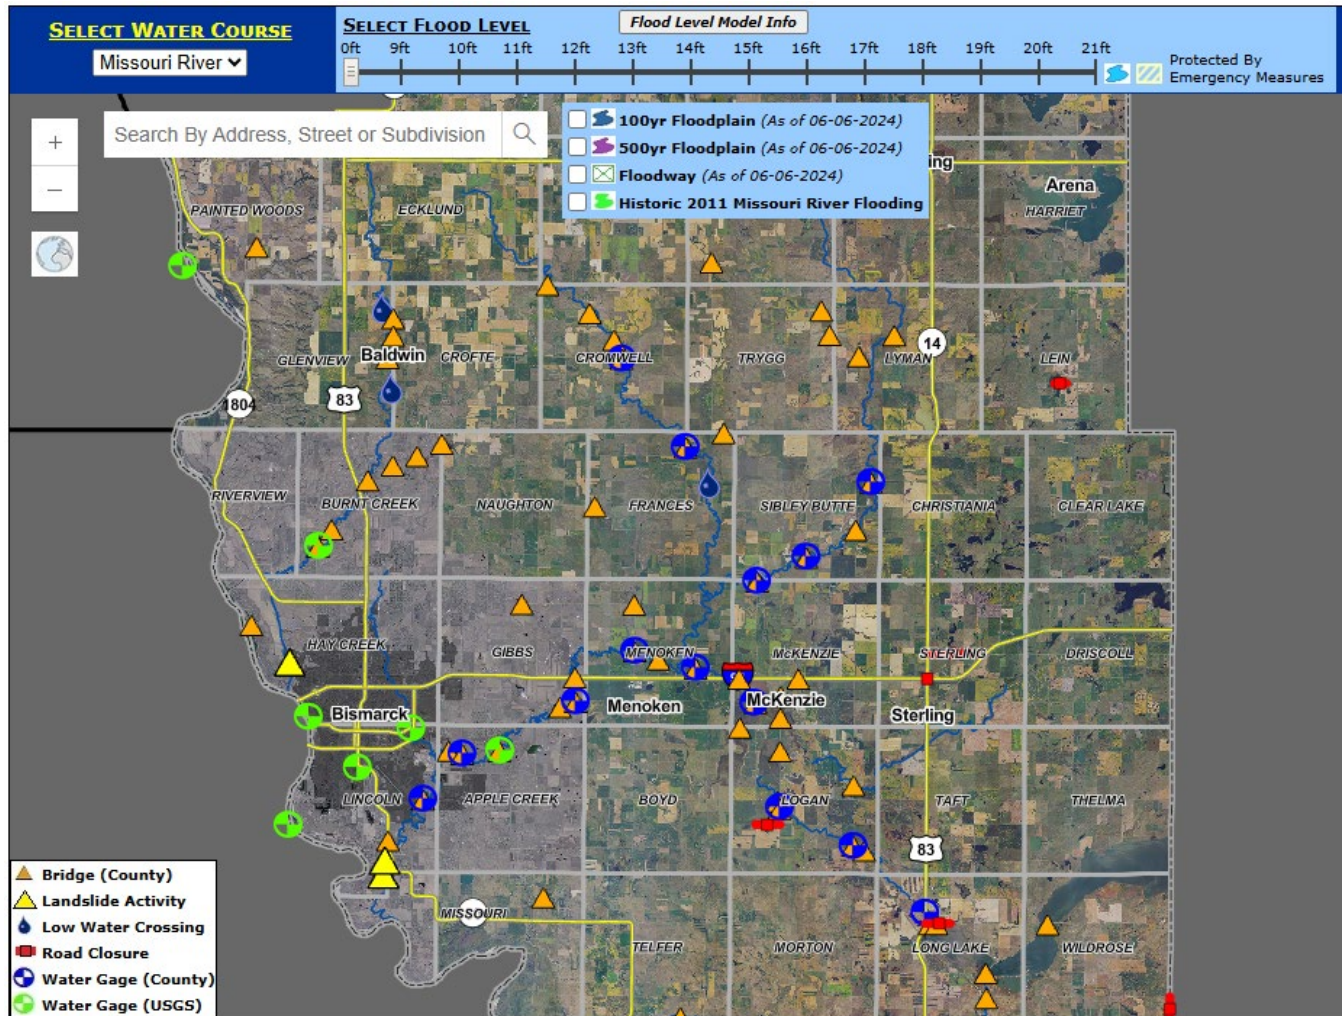 SELECT WATER COURSE
Missouri River
SELECT FLOOD LEVEL
Flood Level Model Info
0ft 9ft 10ft 11ft 12ft 13ft 14ft 15ft 16ft 17ft 18ft 19ft 20ft 21ft
Protected By
Emergency Measures
+
−
Search By Address, Street or Subdivision
100yr Floodplain (As of 06-06-2024)
500yr Floodplain (As of 06-06-2024)
Floodway (As of 06-06-2024)
Historic 2011 Missouri River Flooding
ing
Arena
PAINTED WOODS
ECKLUND
HARRIET
GLENVIEW
Baldwin
CROFTE
CROMWELL
TRYGG
LYMAN
14
LEIN
1804
83
RIVERVIEW
BURNT CREEK
NAUGHTON
FRANCES
SIBLEY BUTTE
CHRISTIANIA
CLEAR LAKE
HAY CREEK
GIBBS
MENOKEN
McKENZIE
STERLING
DRISCOLL
Bismarck
Menoken
McKenzie
Sterling
LINCOLN
APPLE CREEK
BOYD
LOGAN
TAFT
THELMA
83
MISSOURI
TELFER
MORTON
LONG LAKE
WILDROSE
Bridge (County)
Landslide Activity
Low Water Crossing
Road Closure
Water Gage (County)
Water Gage (USGS)